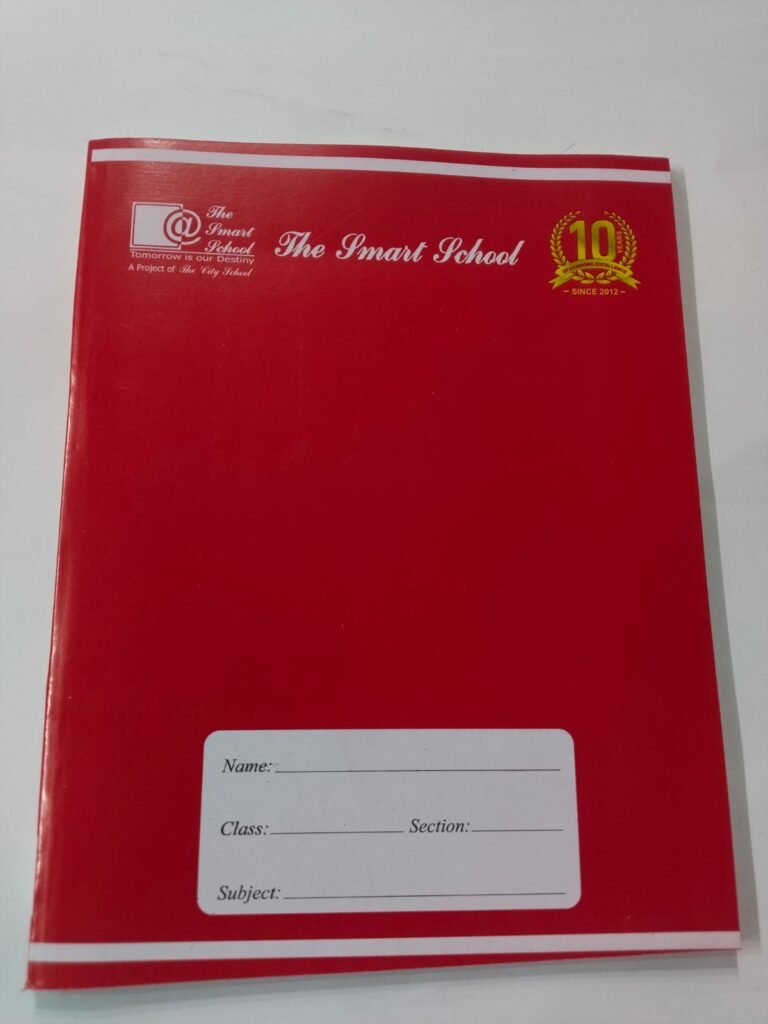 @ The
Smart
School
Tomorrow is our Destiny
A Project of The City School
The Smart School
10 YEARS
SINCE 2012
Name:
Class: Section:
Subject: